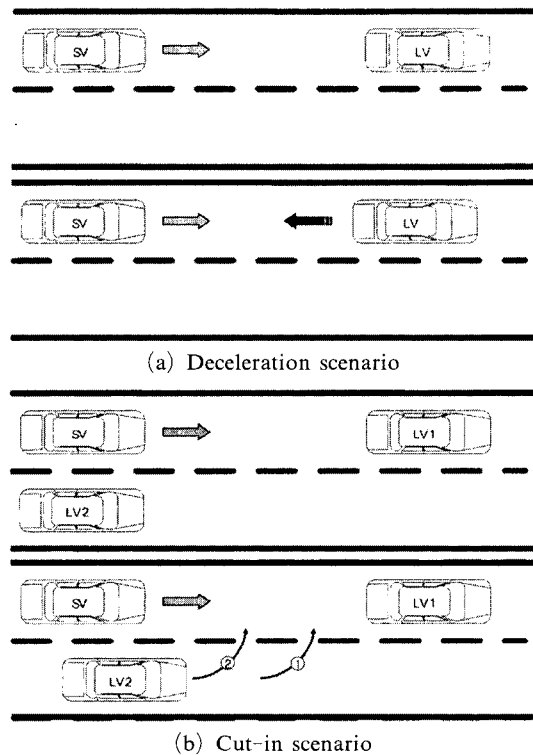 SV LV
SV LV
(a) Deceleration scenario
SV LV1
LV2
SV LV1
② ①
LV2
(b) Cut-in scenario